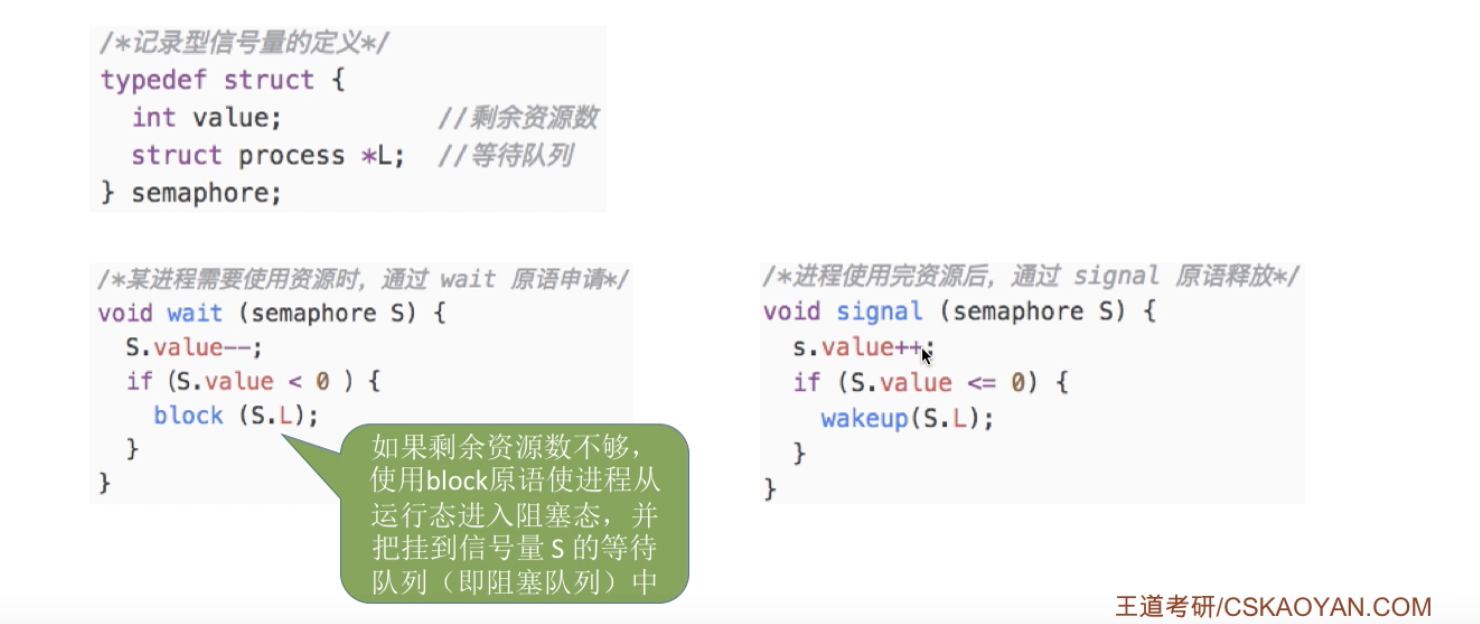 /*记录型信号量的定义*/
typedef struct {
  int value;          //剩余资源数
  struct process *L;  //等待队列
} semaphore;
/*某进程需要使用资源时，通过 wait 原语申请*/
void wait (semaphore S) {
  S.value--;
  if (S.value < 0 ) {
    block (S.L);
  }
}
如果剩余资源数不够，
使用block原语使进程从
运行态进入阻塞态，并
把挂到信号量 S 的等待
队列（即阻塞队列）中
/*进程使用完资源后，通过 signal 原语释放*/
void signal (semaphore S) {
  s.value++;
  if (S.value <= 0) {
    wakeup(S.L);
  }
}
王道考研/CSKAOYAN.COM